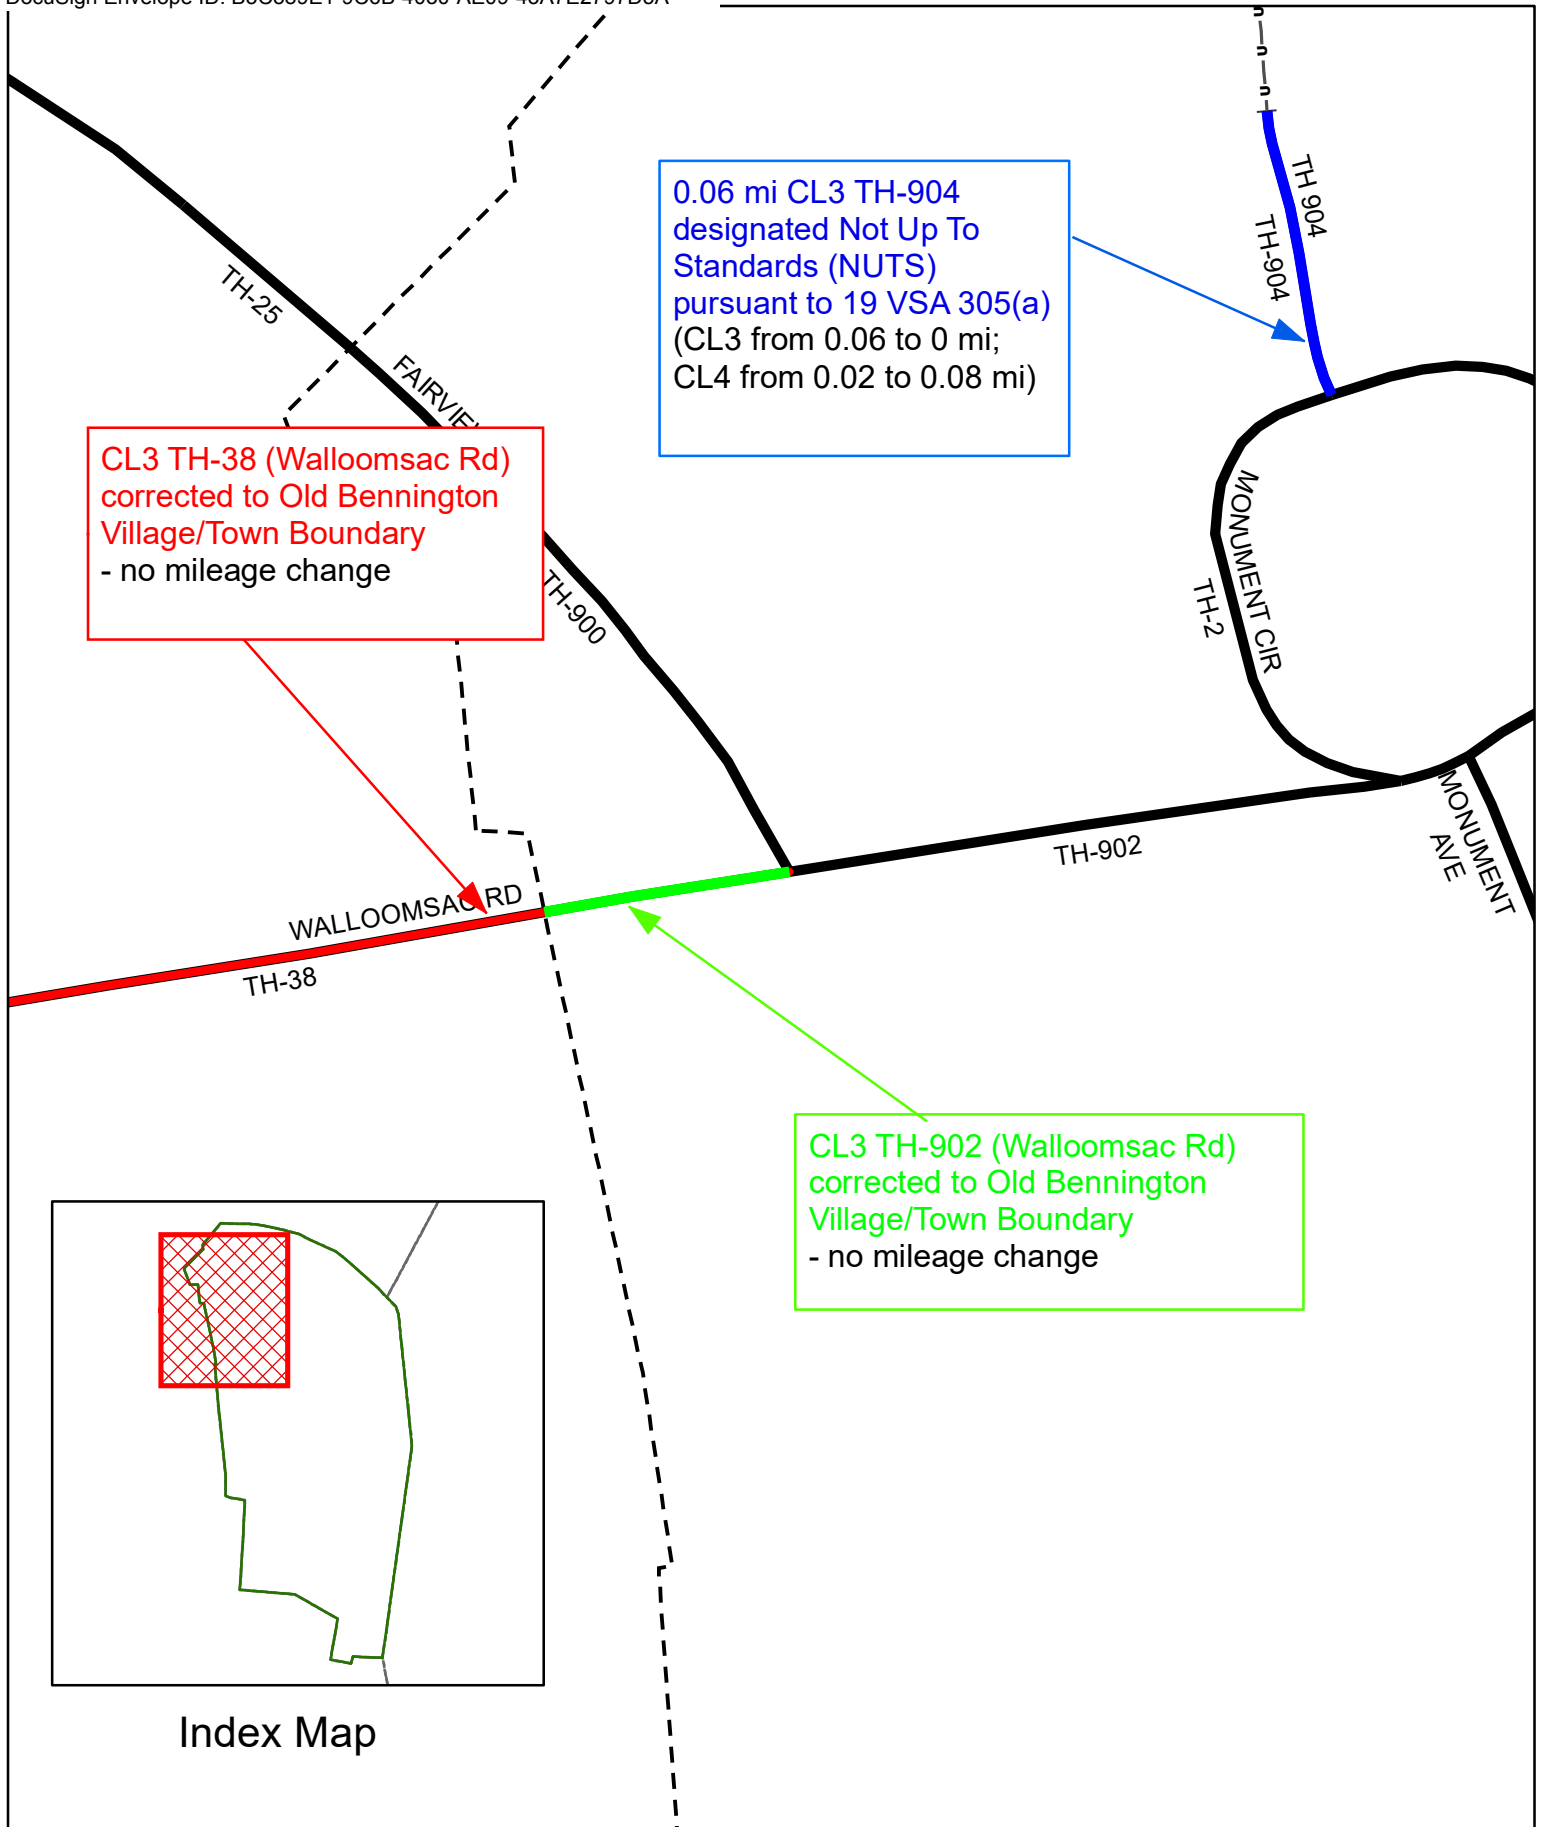 TH-25
FAIRVIE
0.06 mi CL3 TH-904
designated Not Up To
Standards (NUTS)
pursuant to 19 VSA 305(a)
(CL3 from 0.06 to 0 mi;
CL4 from 0.02 to 0.08 mi)
TH 904
TH-904
CL3 TH-38 (Walloomsac Rd)
corrected to Old Bennington
Village/Town Boundary
- no mileage change
TH-900
MONUMENT CIR
TH-2
MONUMENT
AVE
TH-902
WALLOOMSAC RD
TH-38
CL3 TH-902 (Walloomsac Rd)
corrected to Old Bennington
Village/Town Boundary
- no mileage change
Index Map